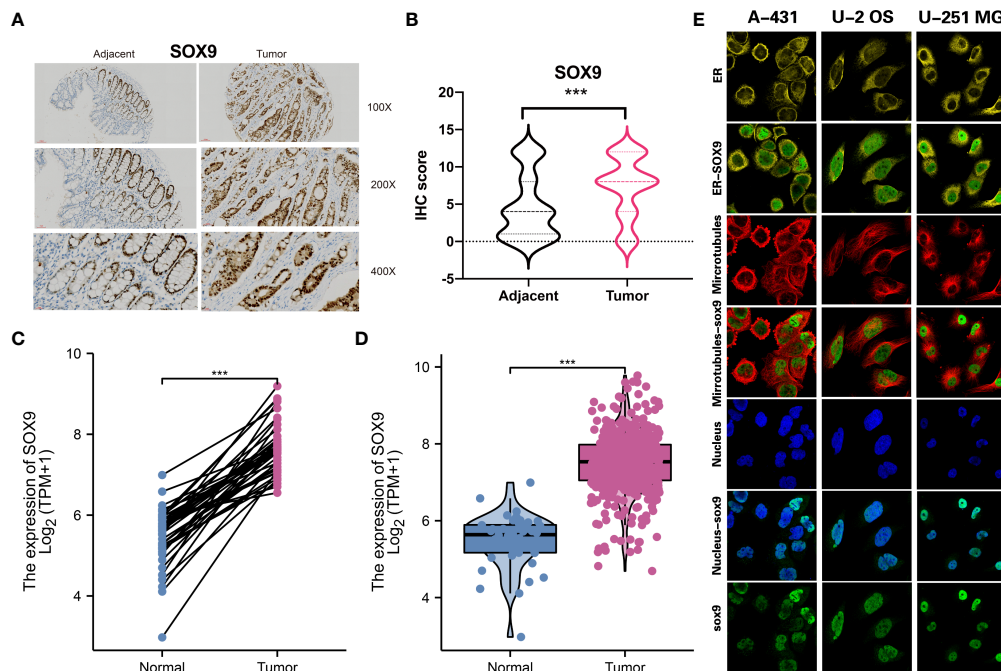 A
SOX9
Adjacent
Tumor
100X
200X
400X
B
SOX9
***
IHC score
20
15
10
5
0
-5
Adjacent
Tumor
C
The expression of SOX9
Log2 (TPM+1)
10
8
6
4
***
Normal
Tumor
D
The expression of SOX9
Log2 (TPM+1)
10
8
6
4
***
Normal
Tumor
E
A–431
U–2 OS
U–251 MG
ER
ER–SOX9
Mircrotubules
Mirrotubules–sox9
Nucleus
Nucleus–sox9
sox9